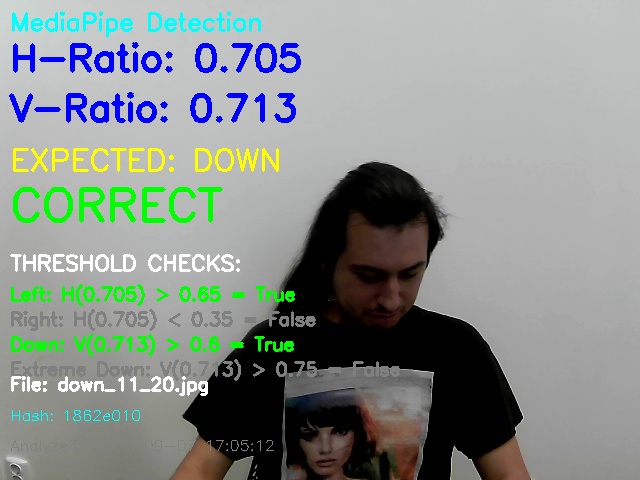 MediaPipe Detection
H-Ratio: 0.705
V-Ratio: 0.713
EXPECTED: DOWN
CORRECT
THRESHOLD CHECKS:
Left: H(0.705) > 0.65 = True
Right: H(0.705) < 0.35 = False
Down: V(0.713) > 0.6 = True
Extreme Down: V(0.713) > 0.75 = False
File: down_11_20.jpg
Hash: 1862e010
17:05:12